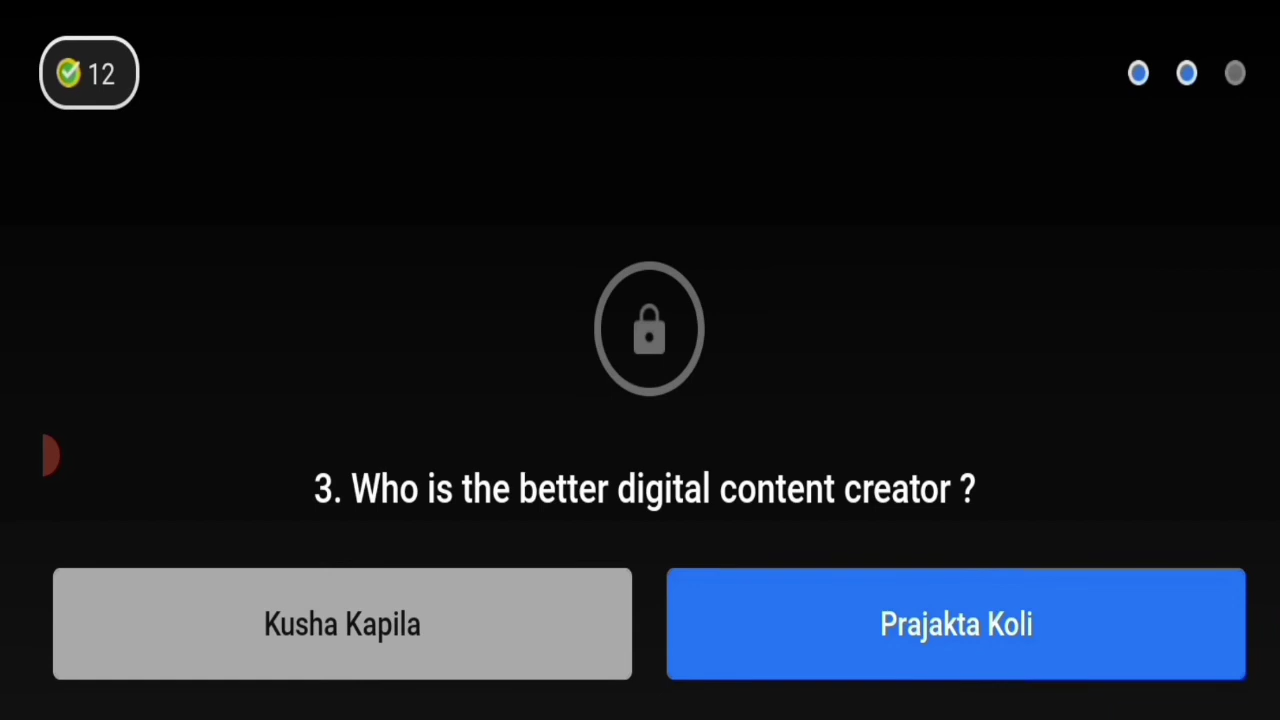 12
3. Who is the better digital content creator ?
Kusha Kapila
Prajakta Koli